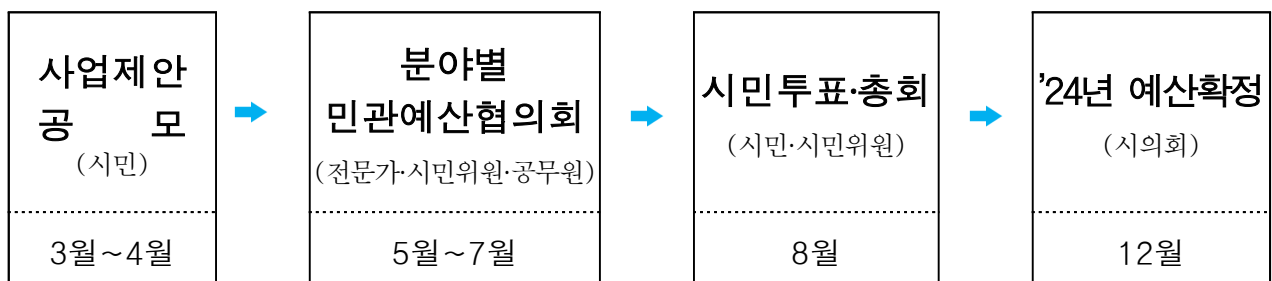 사업제안
공 모
(시민)
3월~4월
분야별
민관예산협의회
(전문가·시민위원·공무원)
5월~7월
시민투표·총회
(시민·시민위원)
8월
’24년 예산확정
(시의회)
12월